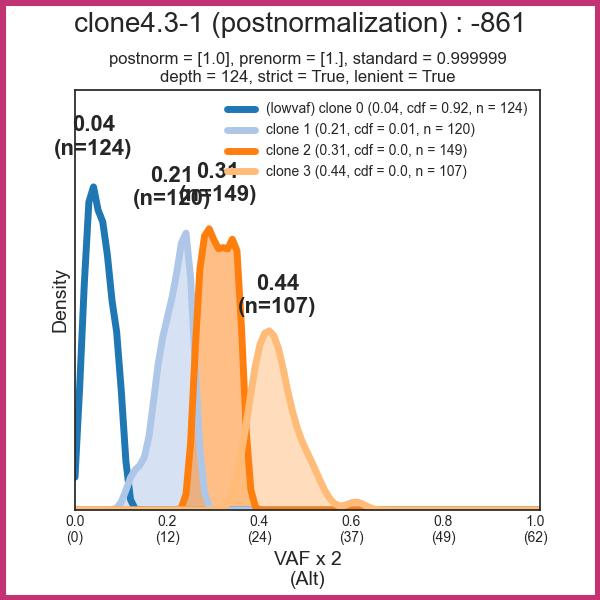 clone4.3-1 (postnormalization) : -861
postnorm = [1.0], prenorm = [1.], standard = 0.999999
depth = 124, strict = True, lenient = True
(lowvaf) clone 0 (0.04, cdf = 0.92, n = 124)
clone 1 (0.21, cdf = 0.01, n = 120)
clone 2 (0.31, cdf = 0.0, n = 149)
clone 3 (0.44, cdf = 0.0, n = 107)
0.04
(n=124)
0.21
(n=120)
0.31
(n=149)
0.44
(n=107)
Density
0.0 0.2 0.4 0.6 0.8 1.0
(0) (12) (24) (37) (49) (62)
VAF x 2
(Alt)